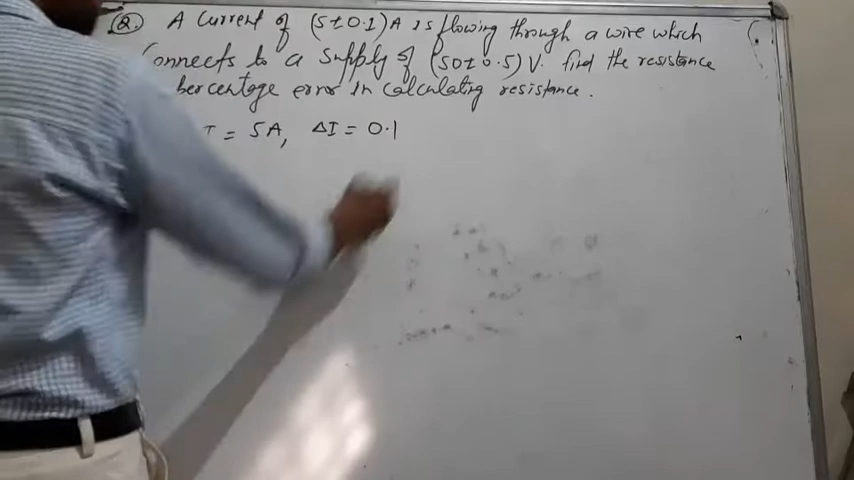 Q. A current of (5±0.1)A is flowing through a wire which
connects to a supply of (50±0.5)V. find the resistance
percentage error in calculating resistance.
I = 5A, ΔI = 0.1